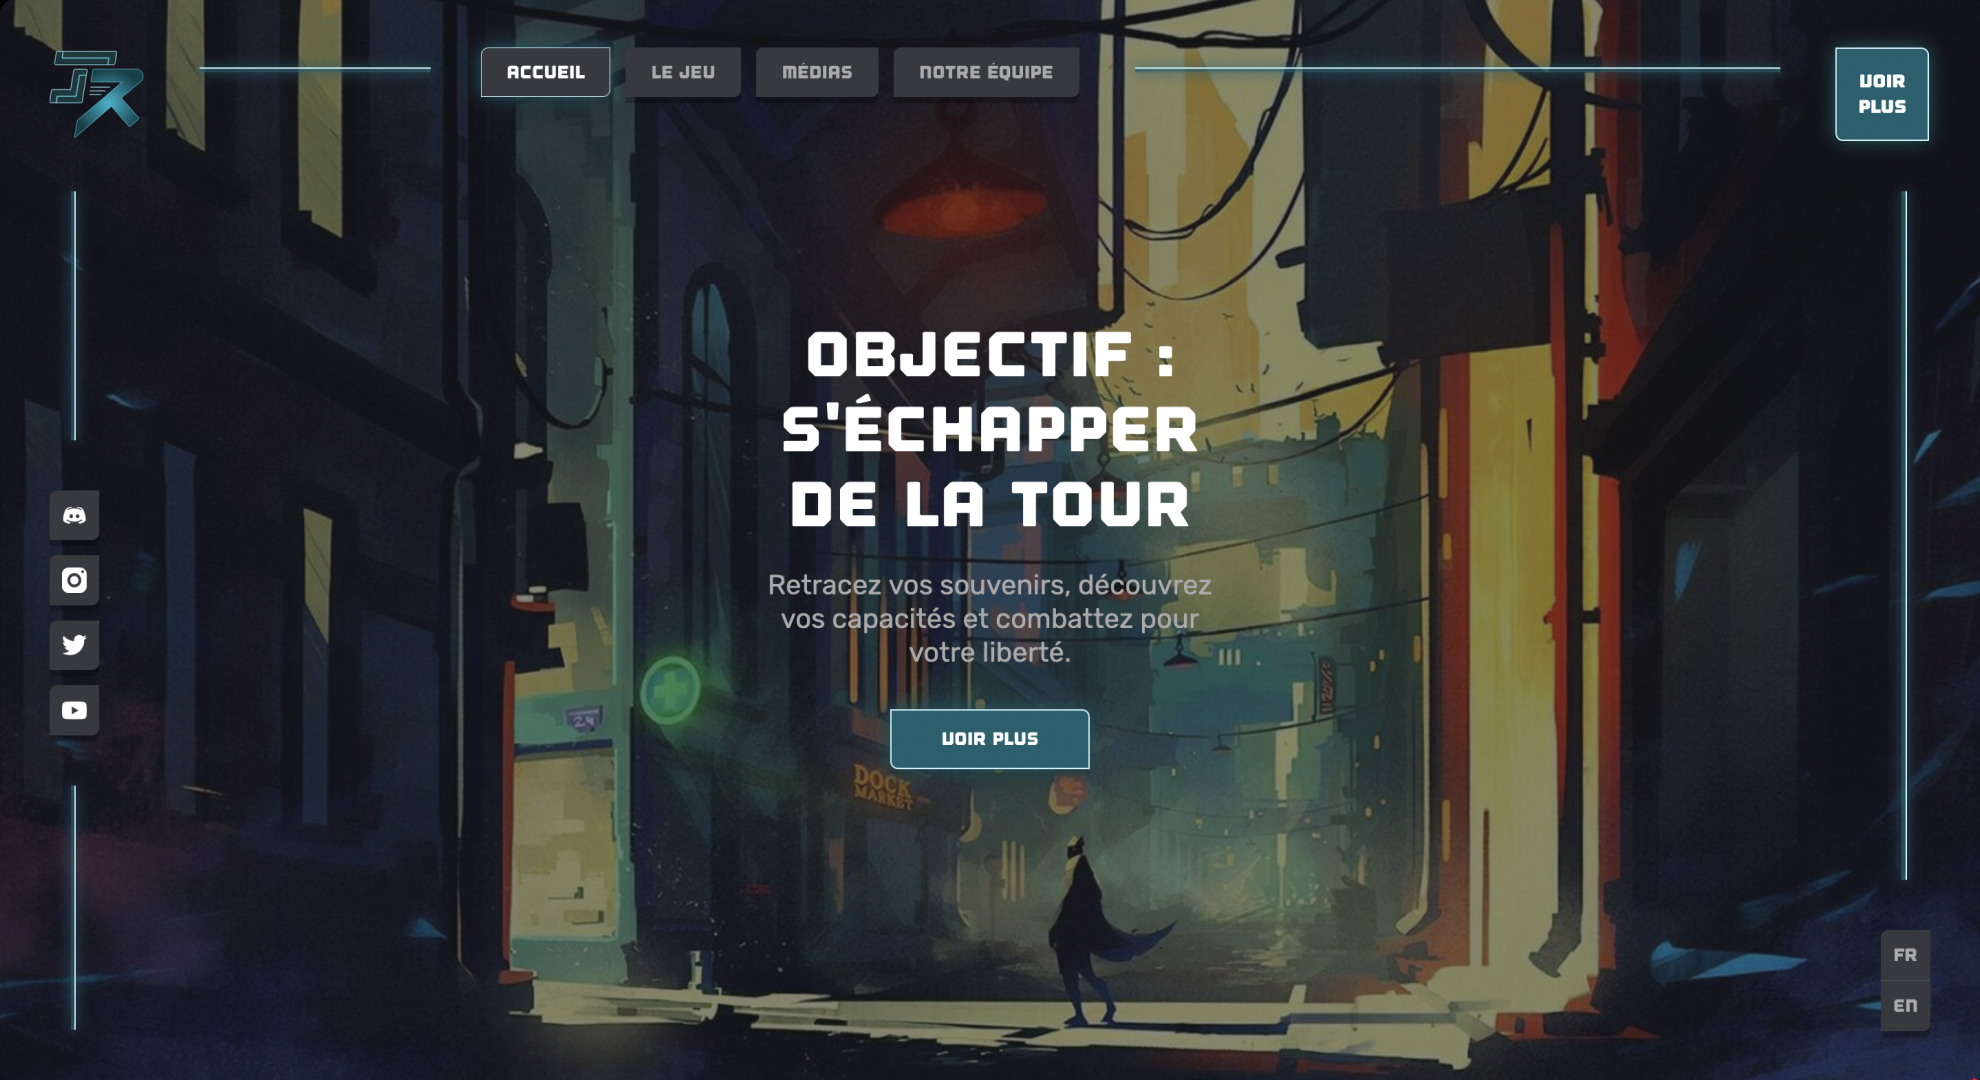 ACCUEIL
LE JEU
MÉDIAS
NOTRE ÉQUIPE
VOIR
PLUS
OBJECTIF :
S'ÉCHAPPER
DE LA TOUR
Retracez vos souvenirs, découvrez
vos capacités et combattez pour
votre liberté.
VOIR PLUS
24
DOCK
MARKET
FR
EN